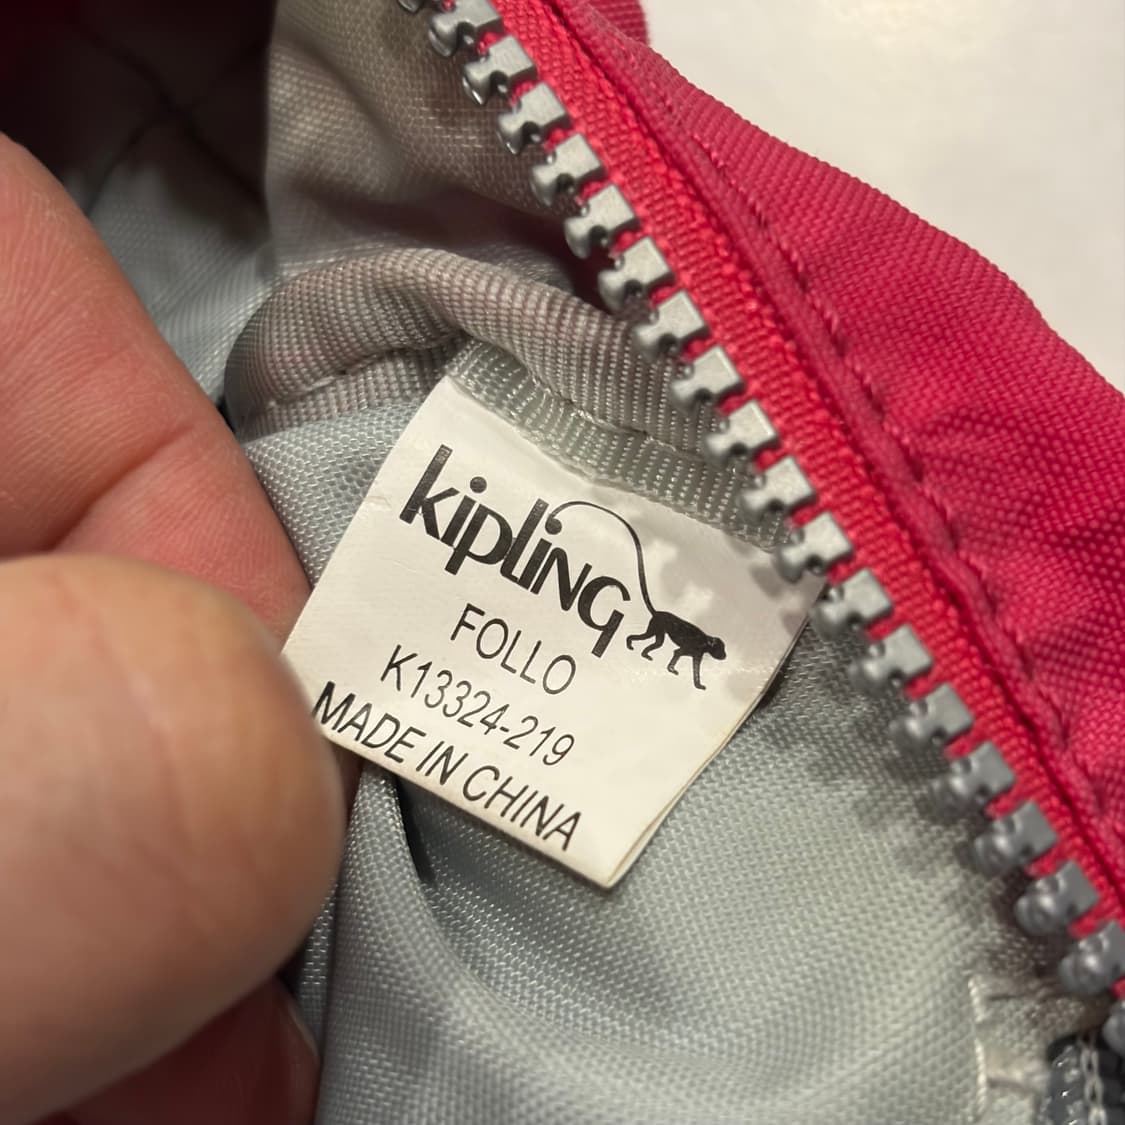 kipling
FOLLO
K13324-219
MADE IN CHINA